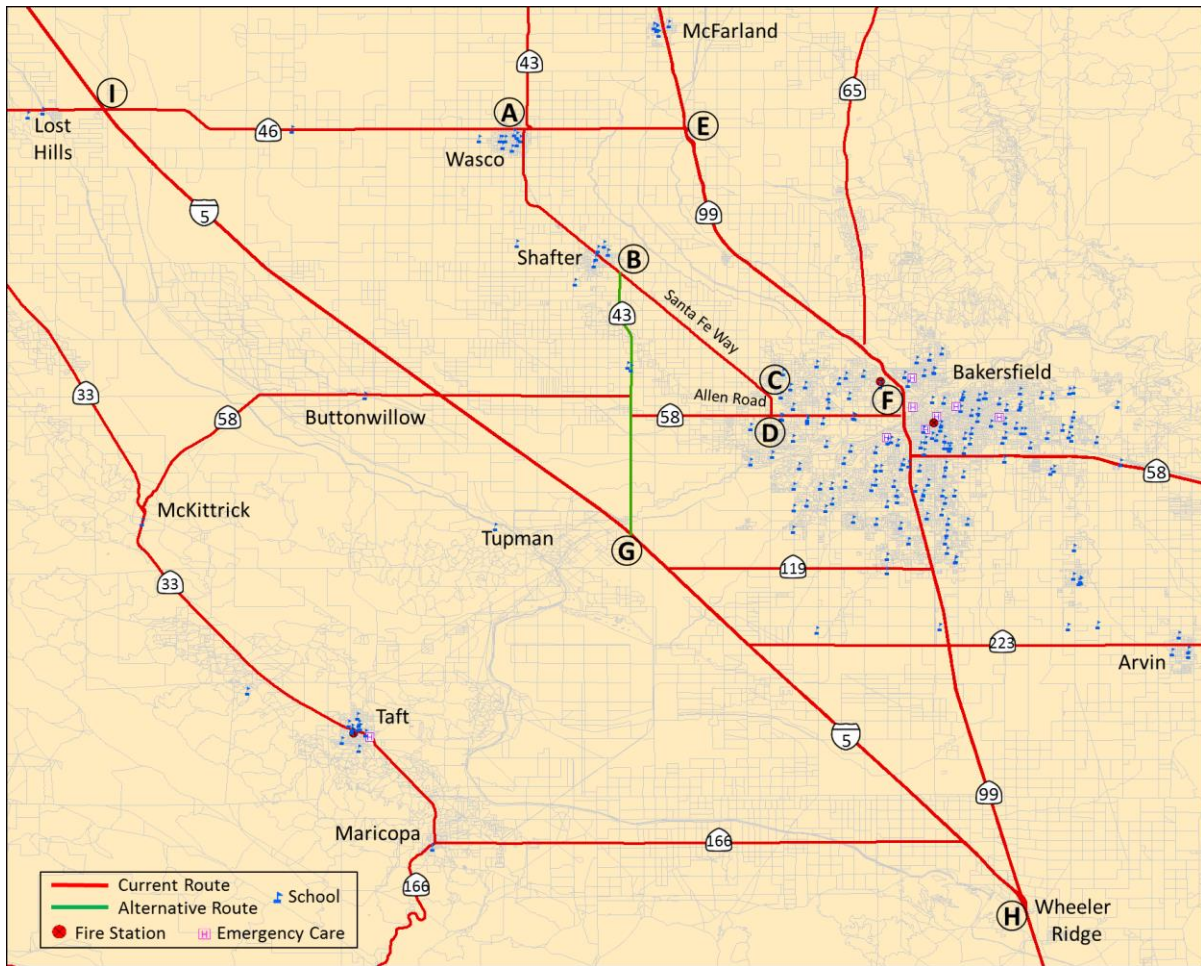 McFarland
43
65
I
A
E
Lost
Hills
46
Wasco
99
5
Shafter
B
43
Santa Fe Way
33
C
Bakersfield
Allen Road
F
58
Buttonwillow
58
D
58
McKittrick
Tupman
G
119
33
223
Arvin
Taft
5
99
Maricopa
166
166
H
Wheeler
Ridge
Current Route
School
Alternative Route
Fire Station
H Emergency Care